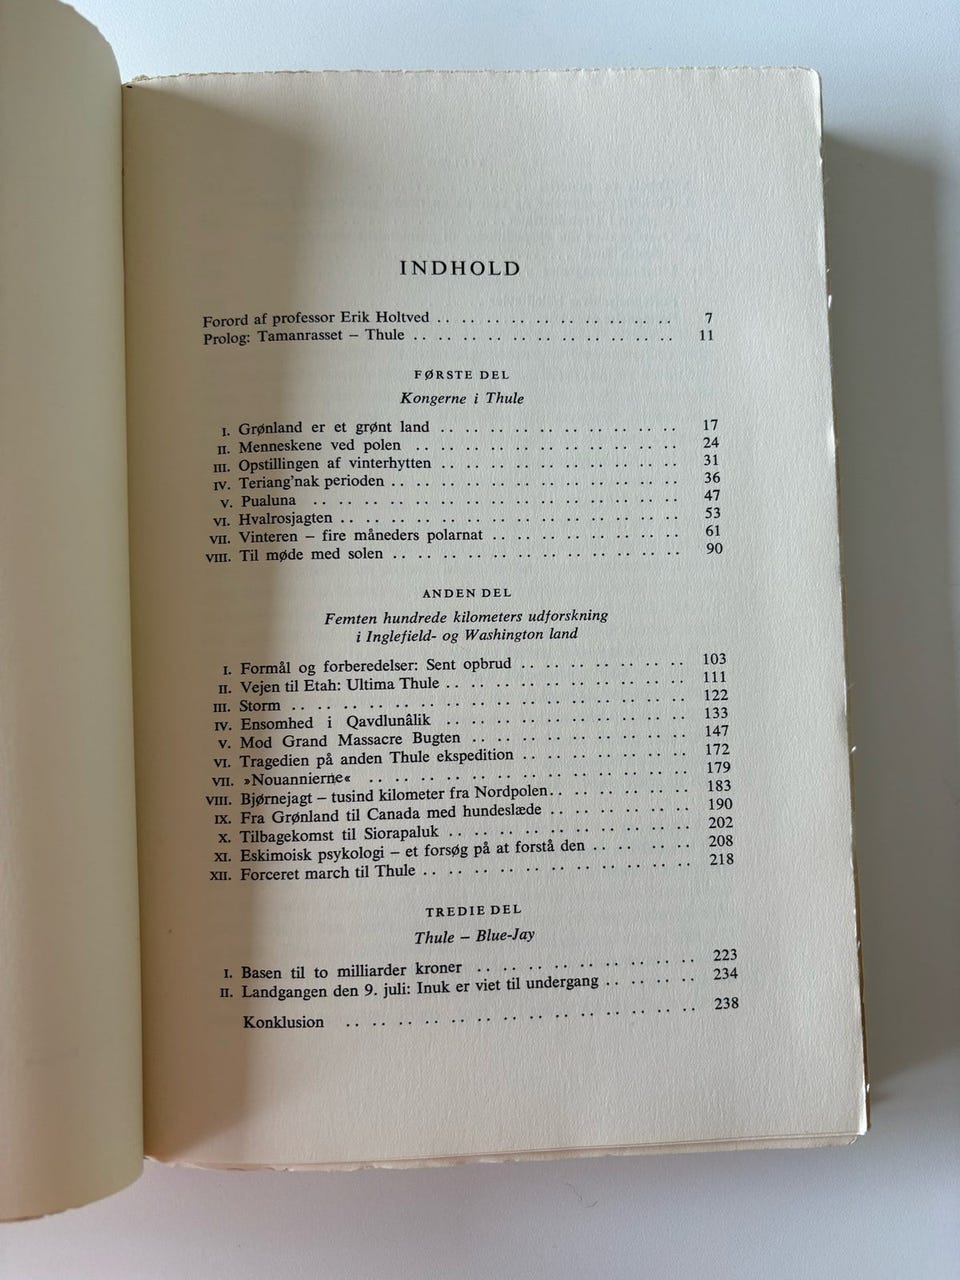 INDHOLD
Forord af professor Erik Holtved .. .. .. .. .. .. .. .. .. 7
Prolog: Tamanrasset – Thule .. .. .. .. .. .. .. .. .. .. 11
FØRSTE DEL
Kongerne i Thule
I. Grønland er et grønt land .. .. .. .. .. .. .. .. .. 17
II. Menneskene ved polen .. .. .. .. .. .. .. .. .. .. 24
III. Opstillingen af vinterhytten .. .. .. .. .. .. .. .. .. 31
IV. Teriang'nak perioden .. .. .. .. .. .. .. .. .. .. .. 36
V. Pualuna .. .. .. .. .. .. .. .. .. .. .. .. .. .. 47
VI. Hvalrosjagten .. .. .. .. .. .. .. .. .. .. .. .. .. 53
VII. Vinteren – fire måneders polarnat .. .. .. .. .. .. .. 61
VIII. Til møde med solen .. .. .. .. .. .. .. .. .. .. .. 90
ANDEN DEL
Femten hundrede kilometers udforskning
i Inglefield- og Washington land
I. Formål og forberedelser: Sent opbrud .. .. .. .. .. .. 103
II. Vejen til Etah: Ultima Thule .. .. .. .. .. .. .. .. .. 111
III. Storm .. .. .. .. .. .. .. .. .. .. .. .. .. .. .. 122
IV. Ensomhed i Qavdlunâlik .. .. .. .. .. .. .. .. .. 133
V. Mod Grand Massacre Bugten .. .. .. .. .. .. .. .. 147
VI. Tragedien på anden Thule ekspedition .. .. .. .. .. .. 172
VII. »Nouannierne« .. .. .. .. .. .. .. .. .. .. .. .. 179
VIII. Bjørnejagt – tusind kilometer fra Nordpolen .. .. .. .. .. 183
IX. Fra Grønland til Canada med hundeslæde .. .. .. .. .. 190
X. Tilbagekomst til Siorapaluk .. .. .. .. .. .. .. .. .. 202
XI. Eskimoisk psykologi – et forsøg på at forstå den .. .. .. .. 208
XII. Forceret march til Thule .. .. .. .. .. .. .. .. .. .. 218
TREDIE DEL
Thule – Blue-Jay
I. Basen til to milliarder kroner .. .. .. .. .. .. .. .. 223
II. Landgangen den 9. juli: Inuk er viet til undergang .. .. .. .. 234
Konklusion .. .. .. .. .. .. .. .. .. .. .. .. .. 238